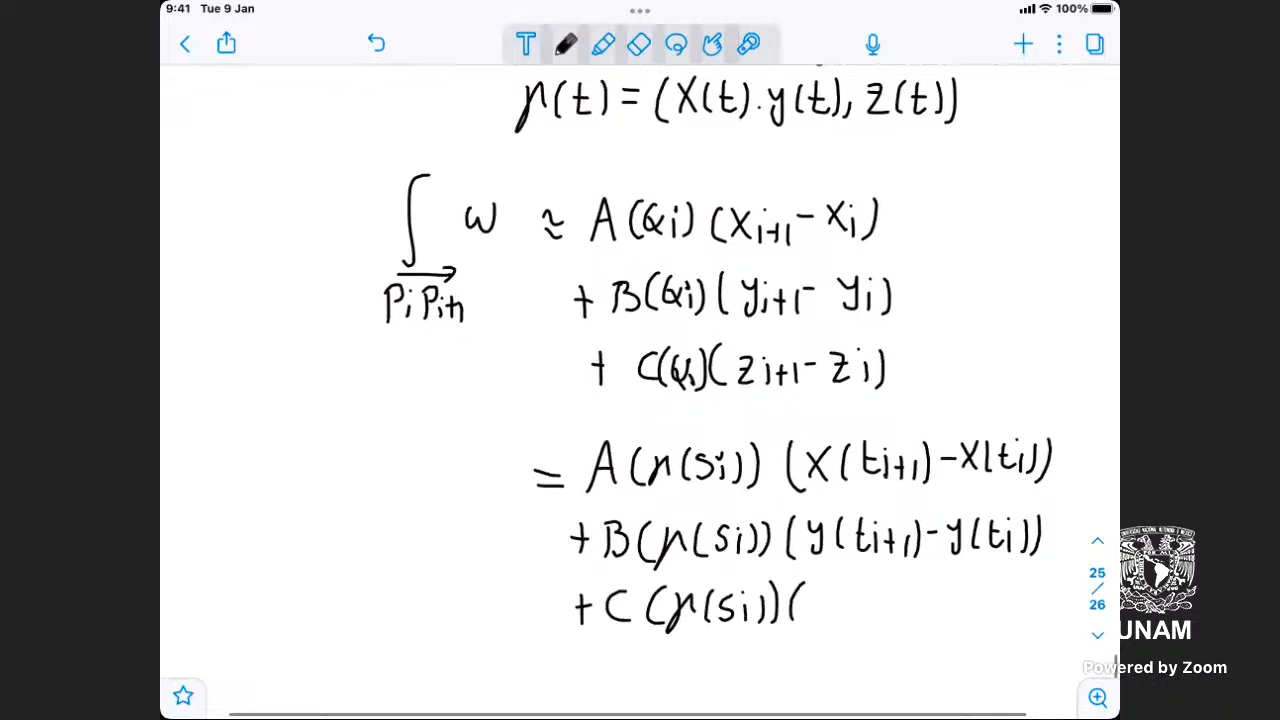 9:41 Tue 9 Jan
100%
γ(t) = (x(t).y(t), z(t))
∫ ω ≈ A(Qi)(xi+1 - xi)
PiPi+1
+ B(Qi)(yi+1 - yi)
+ C(Qi)(zi+1 - zi)
= A(γ(si)) (x(ti+1) - x(ti))
+ B(γ(si)) (y(ti+1) - y(ti))
+ C(γ(si))(
25
/
26
UNAM
Powered by Zoom